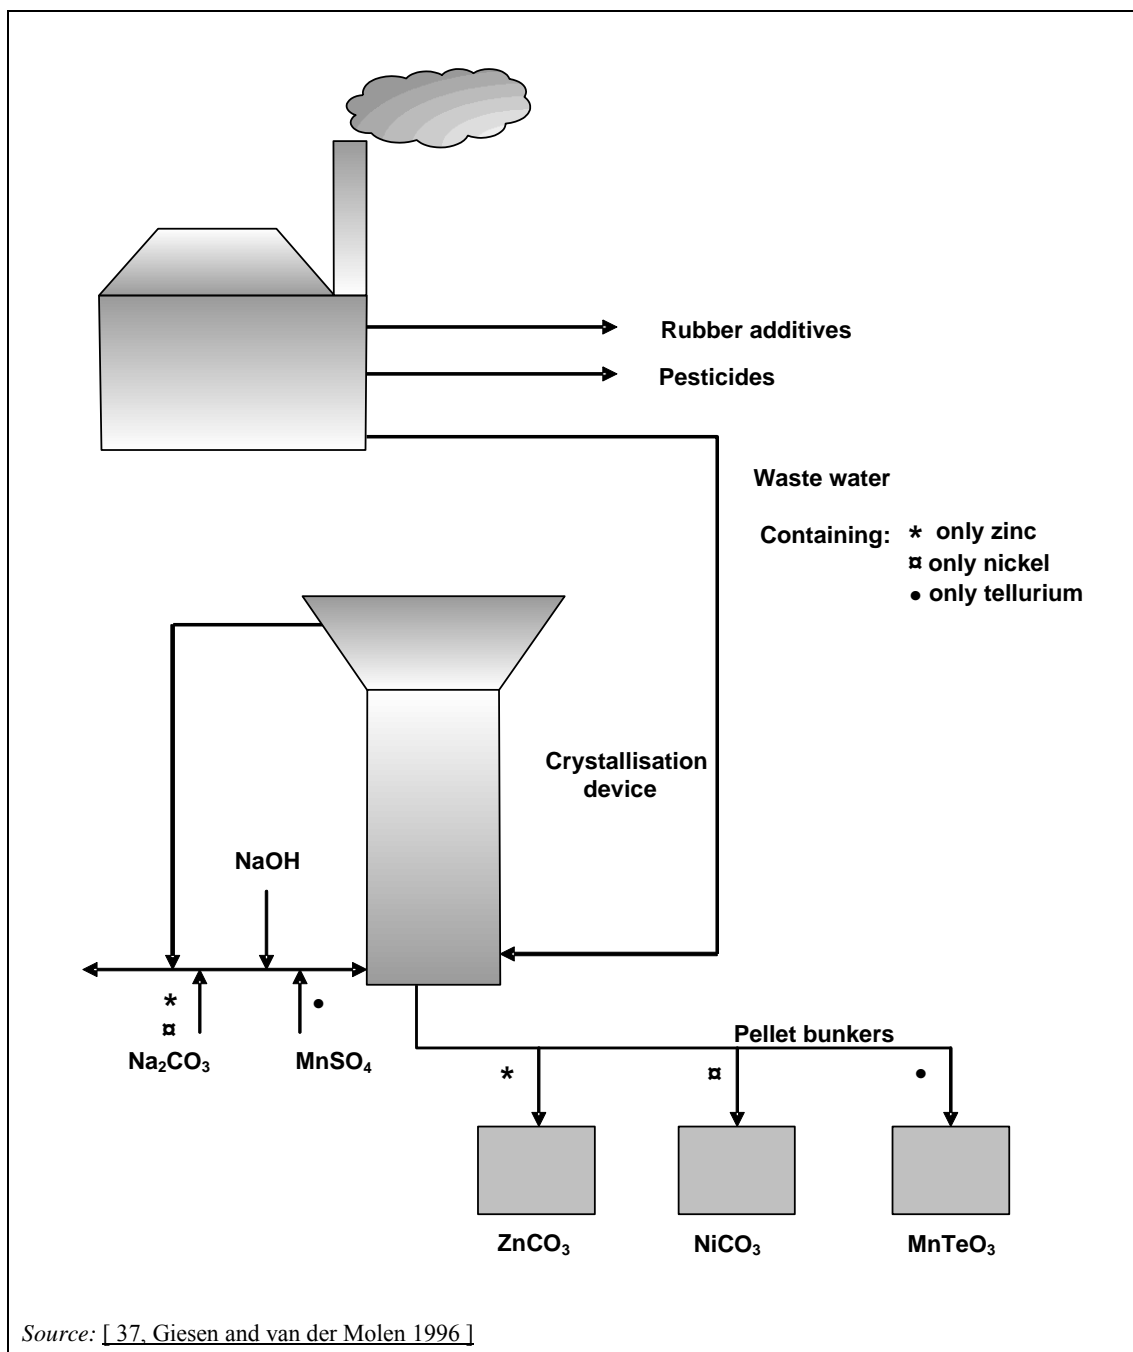 Rubber additives
Pesticides
Waste water
Containing: * only zinc
¤ only nickel
• only tellurium
Crystallisation
device
NaOH
*
¤
•
Na₂CO₃
MnSO₄
Pellet bunkers
* ¤ •
ZnCO₃
NiCO₃
MnTeO₃
Source: [ 37, Giesen and van der Molen 1996 ]